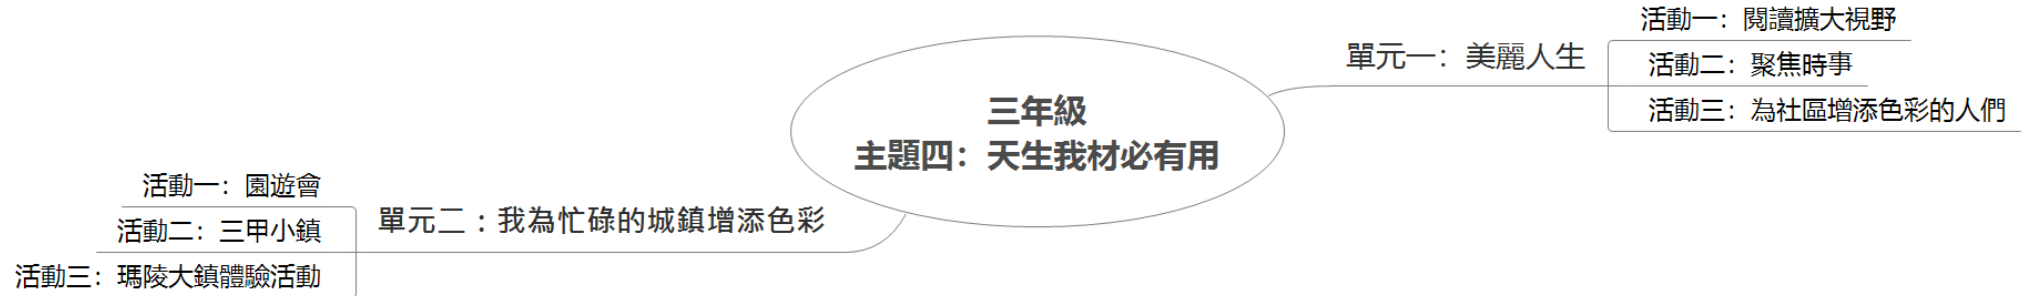 三年級
主題四：天生我材必有用
單元一：美麗人生
活動一：閱讀擴大視野
活動二：聚焦時事
活動三：為社區增添色彩的人們
單元二：我為忙碌的城鎮增添色彩
活動一：園遊會
活動二：三甲小鎮
活動三：瑪陵大鎮體驗活動